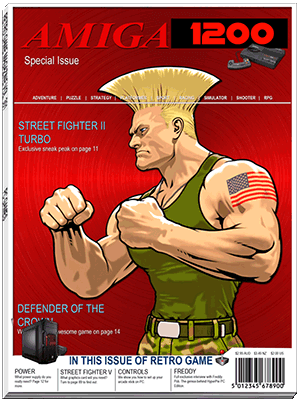 AMIGA 1200
Special Issue
ADVENTURE | PUZZLE | STRATEGY | SIMULATOR | SHOOTER | RPG
STREET FIGHTER II
TURBO
Exclusive sneak peak on page 11
DEFENDER OF THE
CROWN
awesome game on page 14
IN THIS ISSUE OF RETRO GAME
POWER
What power do you
really need? Page 12 for
more
STREET FIGHTER V
What graphics card will you need?
Turn to page 89 to find out
CONTROLS
We show you how to set up your
arcade stick on PC
FREDDY
Full exclusive interview with Freddy
The genius behind HyperPie PC
Edition
5 012345 678900